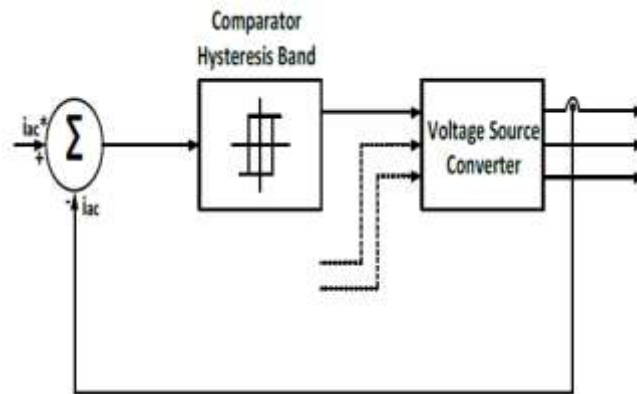 Comparator
Hysteresis Band
iac*
+
Σ
- iac
Voltage Source
Converter